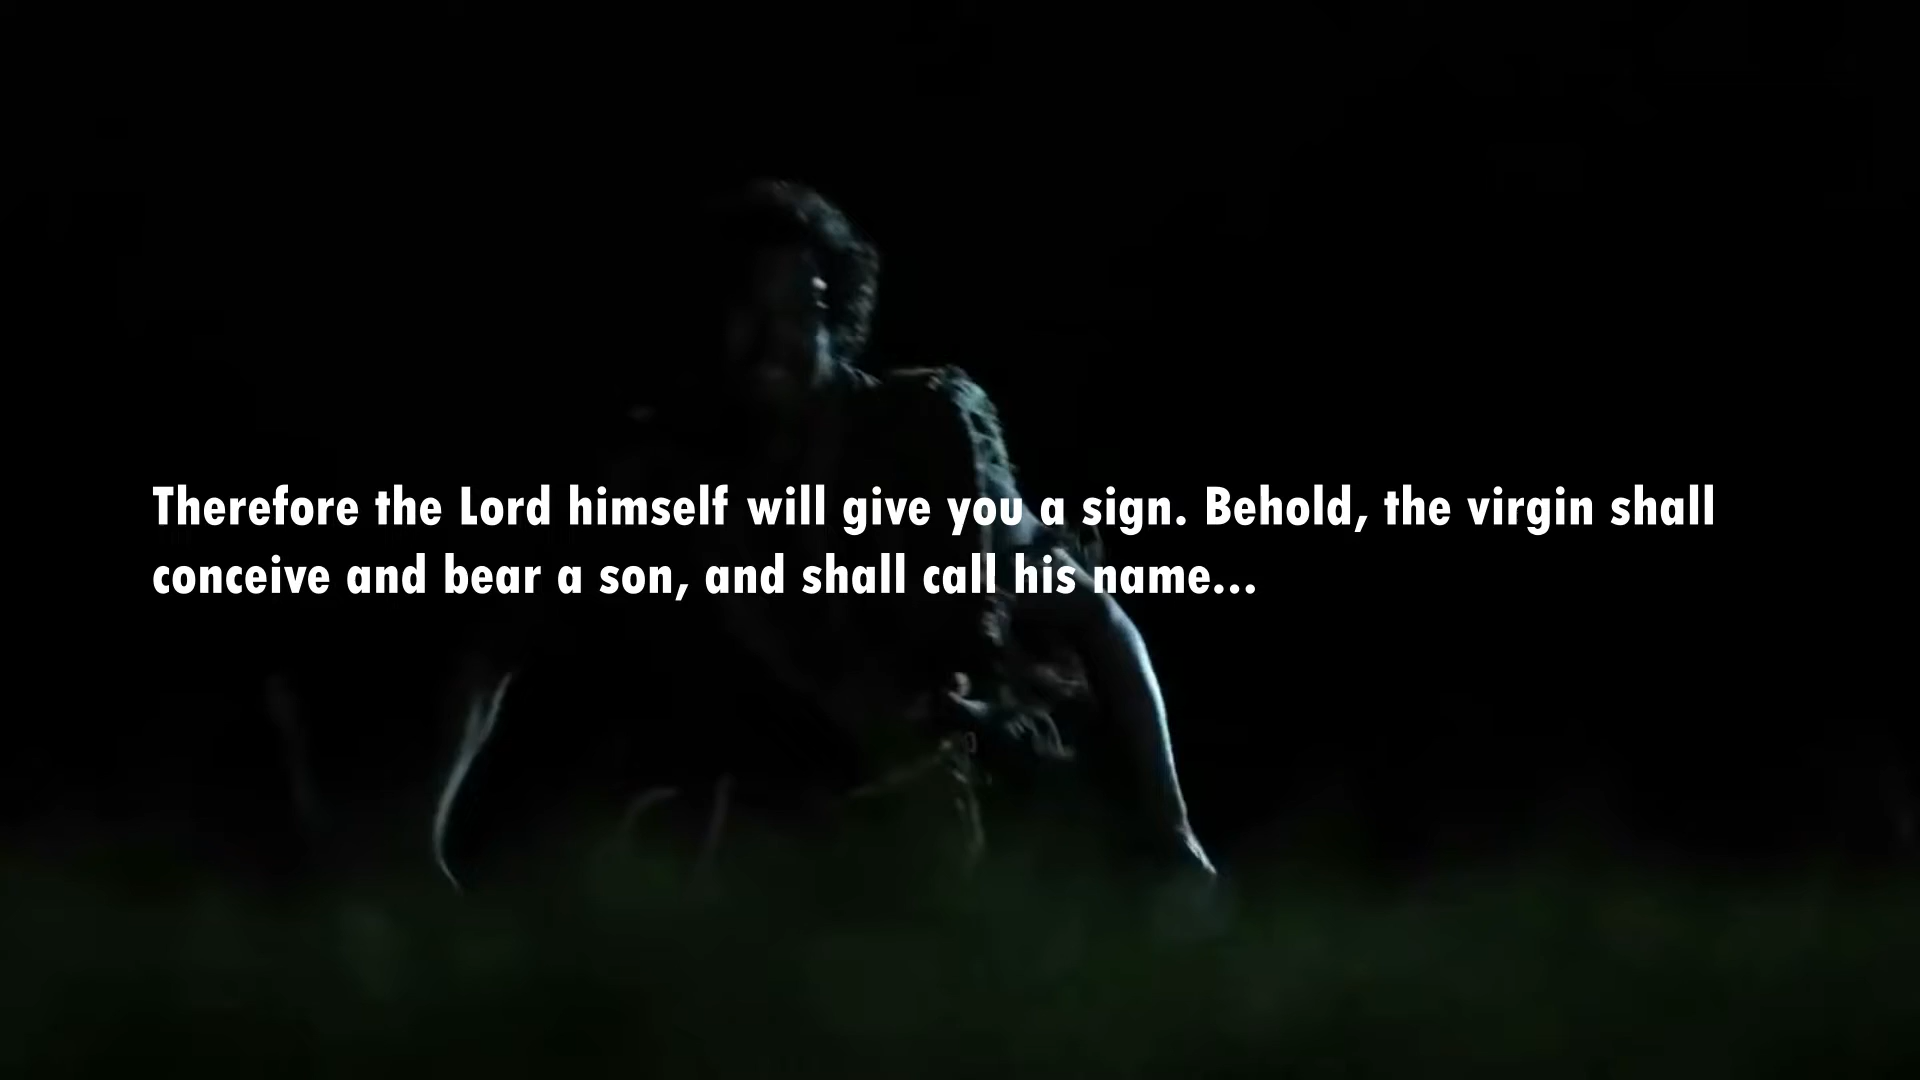 Therefore the Lord himself will give you a sign. Behold, the virgin shall
conceive and bear a son, and shall call his name...